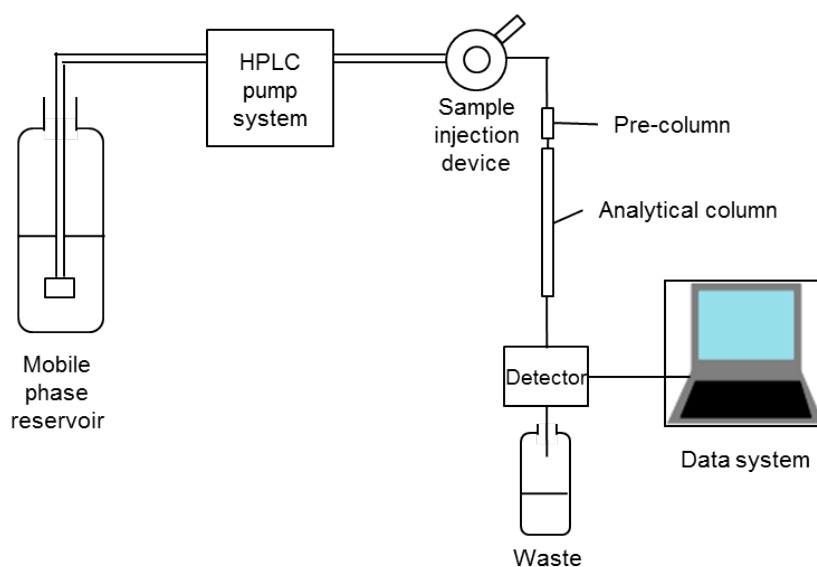 HPLC
pump
system
Sample
injection
device
Pre-column
Analytical column
Mobile
phase
reservoir
Detector
Data system
Waste